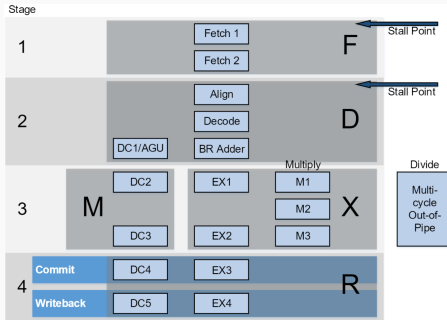 Stage
Fetch 1
F
Stall Point
1
Fetch 2
Align
Stall Point
2
Decode
D
DC1/AGU
BR Adder
Multiply
Divide
DC2
EX1
M1
3
M
M2
X
Multi-
cycle
Out-of-
Pipe
DC3
EX2
M3
Commit
DC4
EX3
R
4
Writeback
DC5
EX4